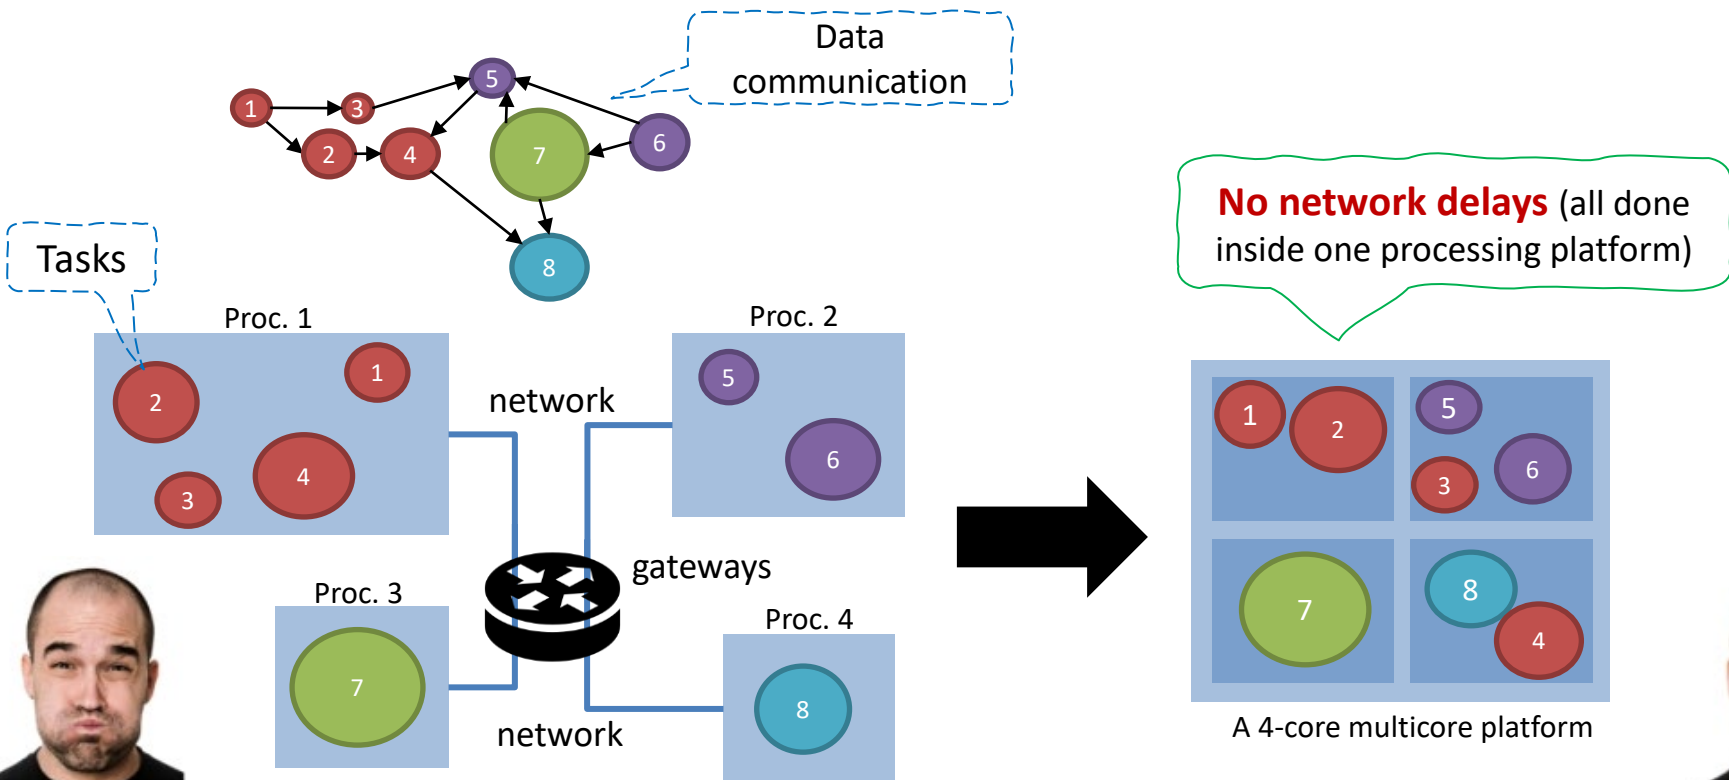 Data
communication
5
1
3
2
4
7
6
8
Tasks
No network delays (all done
inside one processing platform)
Proc. 1
1
2
4
3
network
Proc. 2
5
6
gateways
Proc. 3
7
Proc. 4
8
network
1
2
5
3
6
7
8
4
A 4-core multicore platform